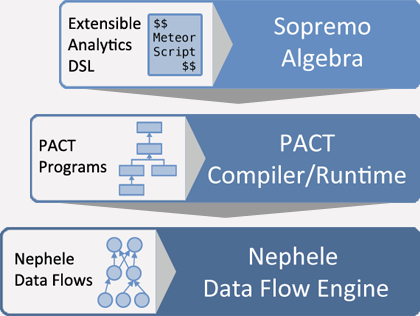 Extensible
Analytics
DSL
$$
Meteor
Script
$$
Sopremo
Algebra
PACT
Programs
PACT
Compiler/Runtime
Nephele
Data Flows
Nephele
Data Flow Engine